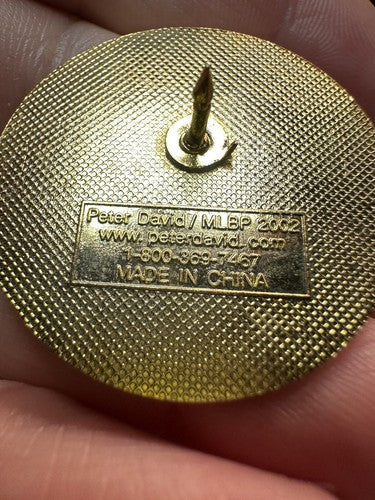 Peter David / MLBP 2002
www.peterdavid.com
1-800-369-7467
MADE IN CHINA